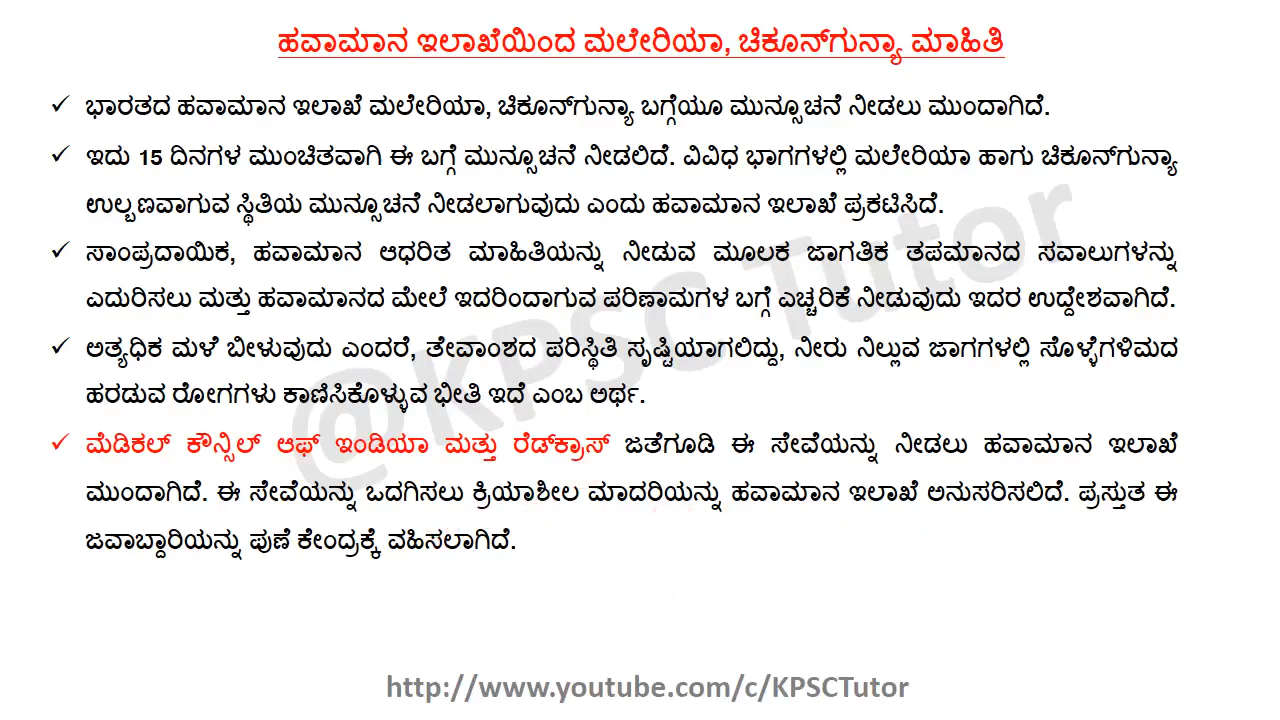 ಹವಾಮಾನ ಇಲಾಖೆಯಿಂದ ಮಲೇರಿಯಾ, ಚಿಕೂನ್‌ಗುನ್ಯಾ ಮಾಹಿತಿ
✓ ಭಾರತದ ಹವಾಮಾನ ಇಲಾಖೆ ಮಲೇರಿಯಾ, ಚಿಕೂನ್‌ಗುನ್ಯಾ ಬಗ್ಗೆಯೂ ಮುನ್ಸೂಚನೆ ನೀಡಲು ಮುಂದಾಗಿದೆ.
✓ ಇದು 15 ದಿನಗಳ ಮುಂಚಿತವಾಗಿ ಈ ಬಗ್ಗೆ ಮುನ್ಸೂಚನೆ ನೀಡಲಿದೆ. ವಿವಿಧ ಭಾಗಗಳಲ್ಲಿ ಮಲೇರಿಯಾ ಹಾಗು ಚಿಕೂನ್‌ಗುನ್ಯಾ
ಉಲ್ಬಣವಾಗುವ ಸ್ಥಿತಿಯ ಮುನ್ಸೂಚನೆ ನೀಡಲಾಗುವುದು ಎಂದು ಹವಾಮಾನ ಇಲಾಖೆ ಪ್ರಕಟಿಸಿದೆ.
✓ ಸಾಂಪ್ರದಾಯಿಕ, ಹವಾಮಾನ ಆಧರಿತ ಮಾಹಿತಿಯನ್ನು ನೀಡುವ ಮೂಲಕ ಜಾಗತಿಕ ತಪಮಾನದ ಸವಾಲುಗಳನ್ನು
ಎದುರಿಸಲು ಮತ್ತು ಹವಾಮಾನದ ಮೇಲೆ ಇದರಿಂದಾಗುವ ಪರಿಣಾಮಗಳ ಬಗ್ಗೆ ಎಚ್ಚರಿಕೆ ನೀಡುವುದು ಇದರ ಉದ್ದೇಶವಾಗಿದೆ.
✓ ಅತ್ಯಧಿಕ ಮಳೆ ಬೀಳುವುದು ಎಂದರೆ, ತೇವಾಂಶದ ಪರಿಸ್ಥಿತಿ ಸೃಷ್ಟಿಯಾಗಲಿದ್ದು, ನೀರು ನಿಲ್ಲುವ ಜಾಗಗಳಲ್ಲಿ ಸೊಳ್ಳೆಗಳಿಮದ
ಹರಡುವ ರೋಗಗಳು ಕಾಣಿಸಿಕೊಳ್ಳುವ ಭೀತಿ ಇದೆ ಎಂಬ ಅರ್ಥ.
✓ ಮೆಡಿಕಲ್ ಕೌನ್ಸಿಲ್ ಆಫ್ ಇಂಡಿಯಾ ಮತ್ತು ರೆಡ್‌ಕ್ರಾಸ್ ಜತೆಗೂಡಿ ಈ ಸೇವೆಯನ್ನು ನೀಡಲು ಹವಾಮಾನ ಇಲಾಖೆ
ಮುಂದಾಗಿದೆ. ಈ ಸೇವೆಯನ್ನು ಒದಗಿಸಲು ಕ್ರಿಯಾಶೀಲ ಮಾದರಿಯನ್ನು ಹವಾಮಾನ ಇಲಾಖೆ ಅನುಸರಿಸಲಿದೆ. ಪ್ರಸ್ತುತ ಈ
ಜವಾಬ್ದಾರಿಯನ್ನು ಪುಣೆ ಕೇಂದ್ರಕ್ಕೆ ವಹಿಸಲಾಗಿದೆ.
@KPSC Tutor
http://www.youtube.com/c/KPSCTutor